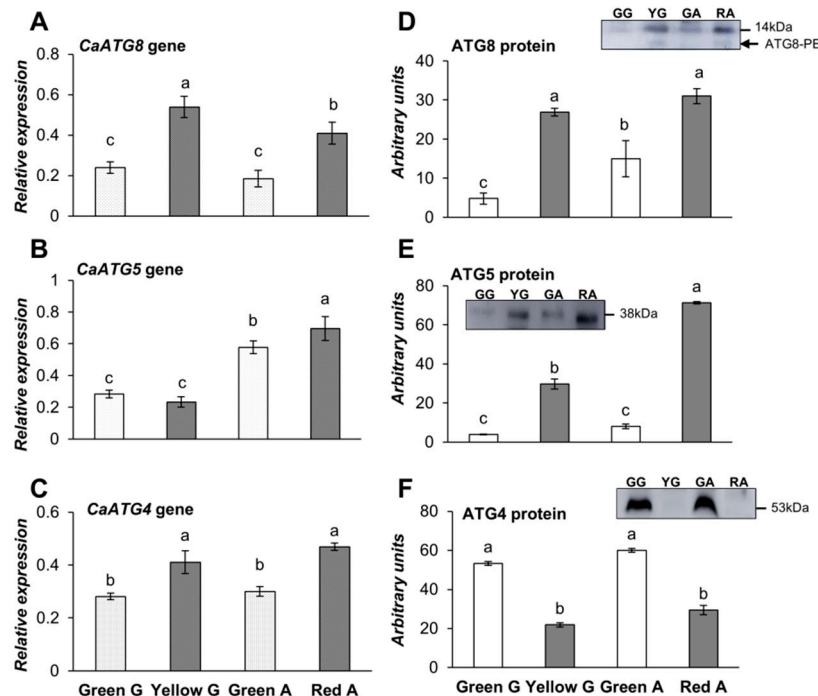 A
CaATG8 gene
Relative expression
0.8
0.6
0.4
0.2
0
c
a
c
b
D
ATG8 protein
GG YG GA RA
14kDa
ATG8-PE
Arbitrary units
40
30
20
10
0
c
a
b
a
B
CaATG5 gene
Relative expression
1
0.8
0.6
0.4
0.2
0
c
c
b
a
E
ATG5 protein
GG YG GA RA
38kDa
Arbitrary units
80
60
40
20
0
c
b
c
a
C
CaATG4 gene
Relative expression
0.6
0.4
0.2
0
b
a
b
a
Green G Yellow G Green A Red A
F
ATG4 protein
GG YG GA RA
53kDa
Arbitrary units
80
60
40
20
0
a
b
a
b
Green G Yellow G Green A Red A